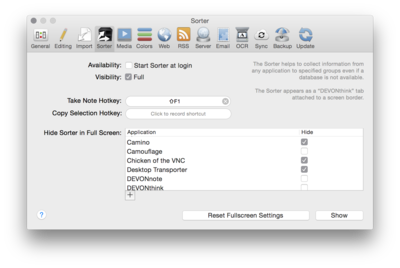 Sorter
General Editing Import Sorter Media Colors Web RSS Server Email OCR Sync Backup Update
Availability: Start Sorter at login
Visibility: Full
The Sorter helps to collect information
from any application to specified groups even if a
database is not available.
The Sorter appears as a "DEVONthink" tab
attached to a screen border.
Take Note Hotkey: ⇧F1
Copy Selection Hotkey: Click to record shortcut
Hide Sorter in Full Screen: Application Hide
Camino
Camouflage
Chicken of the VNC
Desktop Transporter
DEVONnote
DEVONthink
+
? Reset Fullscreen Settings Show